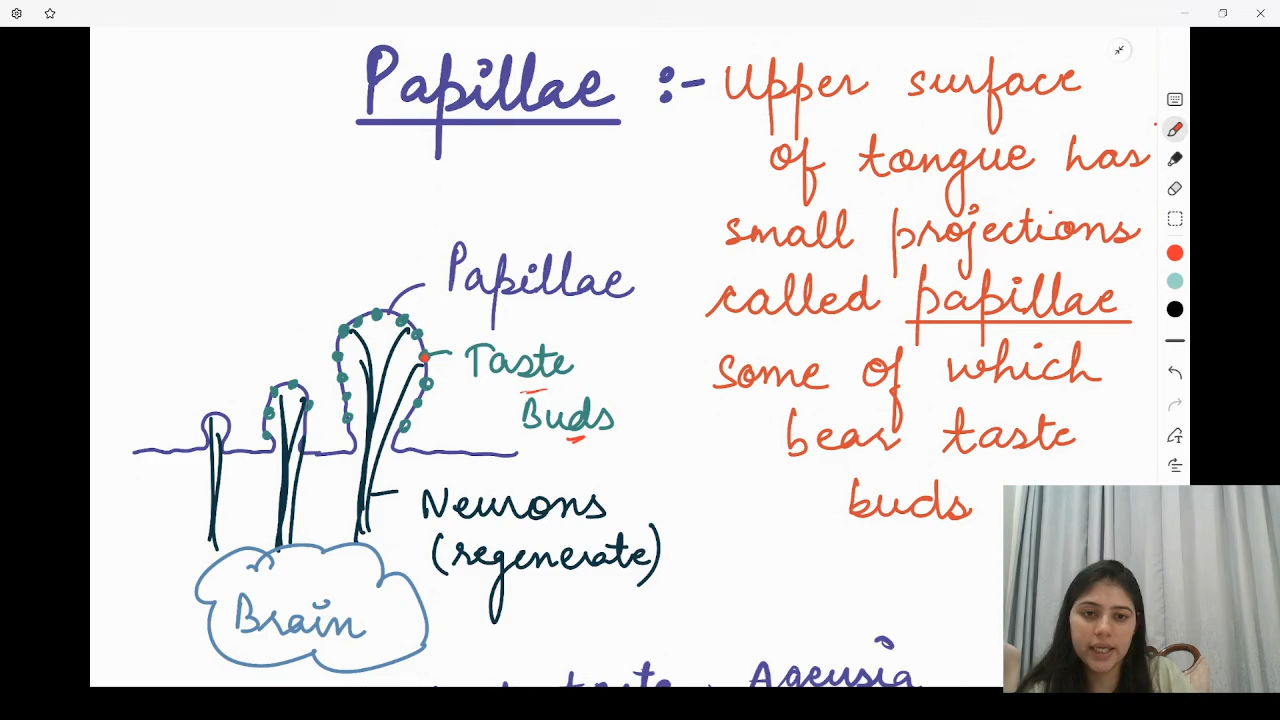 Papillae :- Upper surface
of tongue has
small projections
called papillae
some of which
bear taste
buds
Papillae
Taste
Buds
Neurons
(regenerate)
Brain
taste
Ageusia